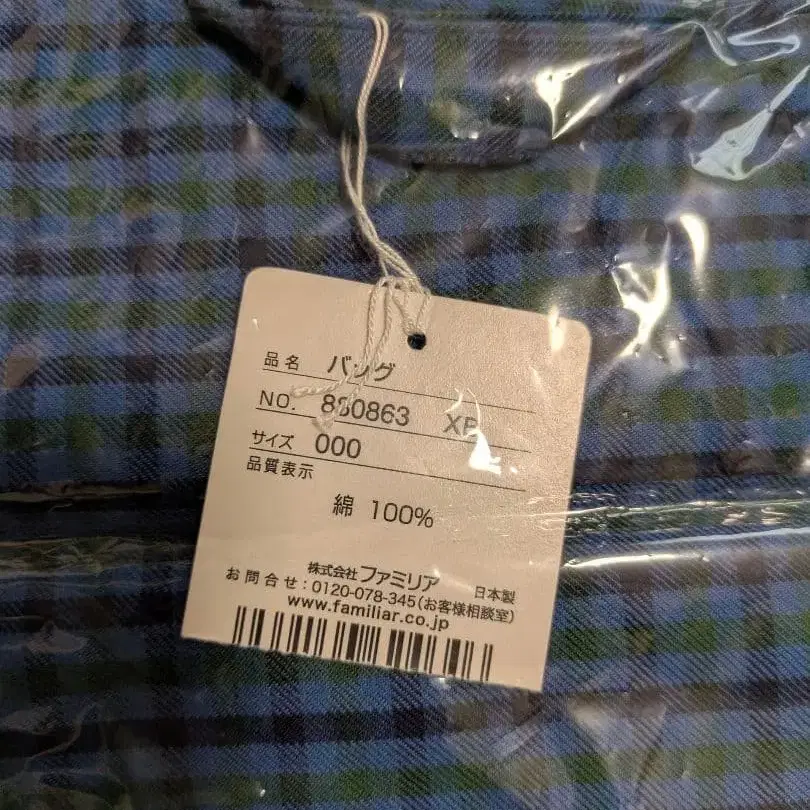 品名 バッグ
NO. 880863
サイズ 000
品質表示
綿 100%
株式会社 ファミリア 日本製
お問合せ:0120-078-345(お客様相談室)
www.familiar.co.jp